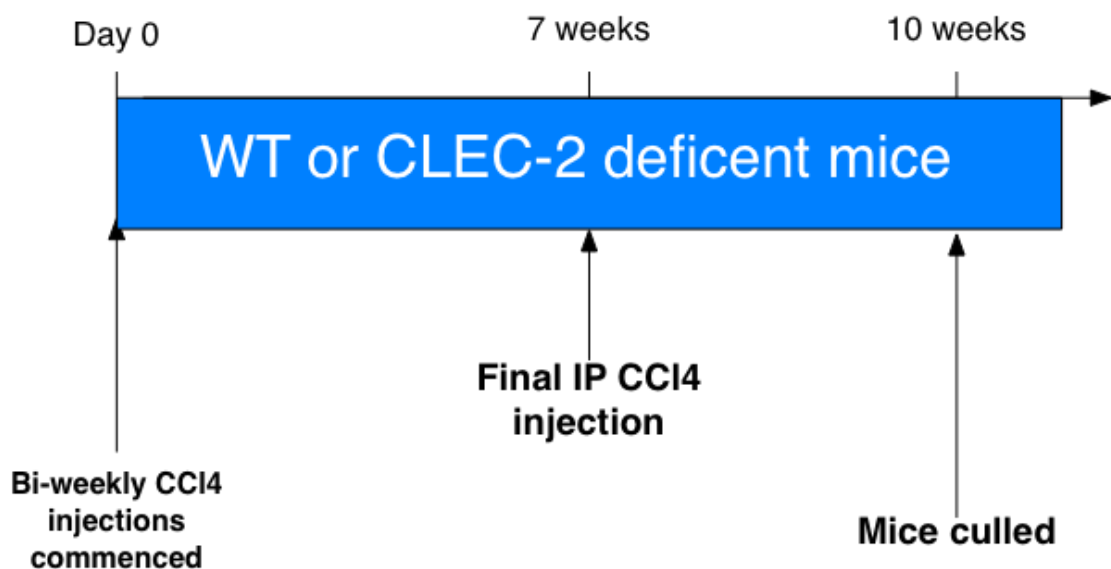 Day 0
7 weeks
10 weeks
WT or CLEC-2 deficent mice
Final IP CCl4
injection
Bi-weekly CCl4
injections
commenced
Mice culled